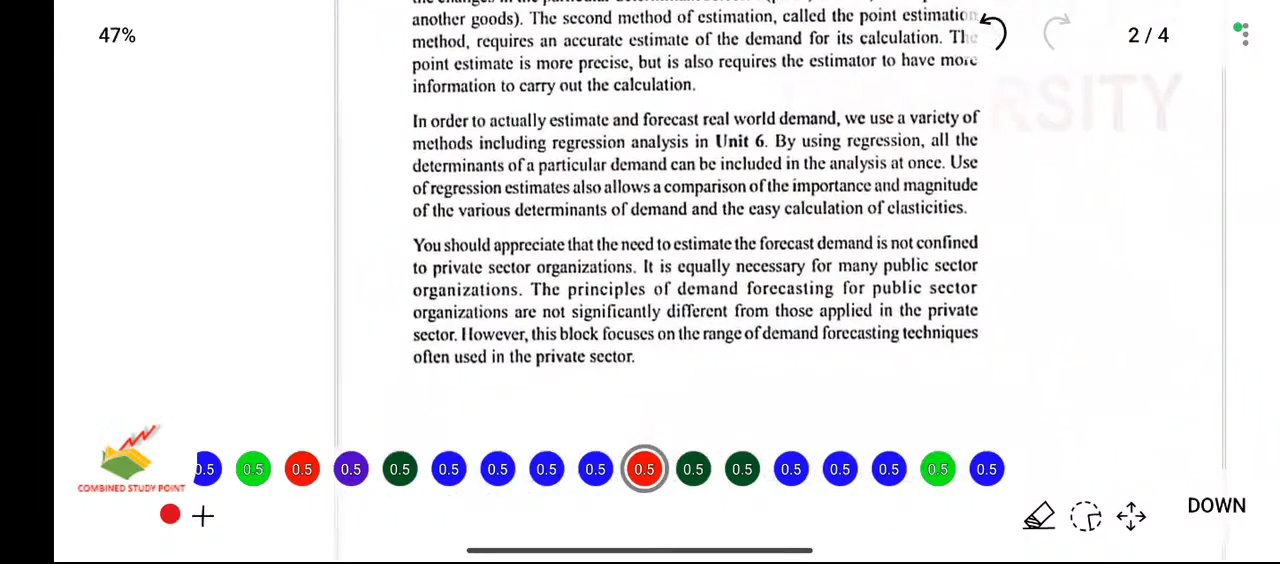 47%
2 / 4
another goods). The second method of estimation, called the point estimation
method, requires an accurate estimate of the demand for its calculation. The
point estimate is more precise, but is also requires the estimator to have more
information to carry out the calculation.
RSITY
In order to actually estimate and forecast real world demand, we use a variety of
methods including regression analysis in Unit 6. By using regression, all the
determinants of a particular demand can be included in the analysis at once. Use
of regression estimates also allows a comparison of the importance and magnitude
of the various determinants of demand and the easy calculation of elasticities.
You should appreciate that the need to estimate the forecast demand is not confined
to private sector organizations. It is equally necessary for many public sector
organizations. The principles of demand forecasting for public sector
organizations are not significantly different from those applied in the private
sector. However, this block focuses on the range of demand forecasting techniques
often used in the private sector.
0.5 0.5 0.5 0.5 0.5 0.5 0.5 0.5 0.5 0.5 0.5 0.5 0.5 0.5 0.5 0.5 0.5
COMBINED STUDY POINT
DOWN